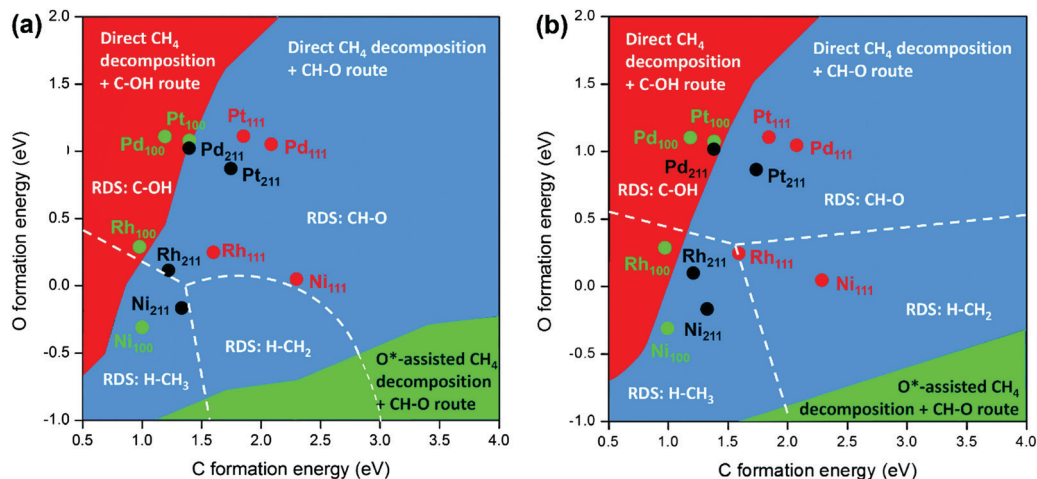 (a)
2.0
1.5
1.0
0.5
0.0
-0.5
-1.0
O formation energy (eV)
0.5 1.0 1.5 2.0 2.5 3.0 3.5 4.0
C formation energy (eV)
Direct CH₄
decomposition
+ C-OH route
Direct CH₄ decomposition
+ CH-O route
Pt₁₀₀
Pd₁₀₀
Pt₁₁₁
Pd₁₁₁
Pd₂₁₁
Pt₂₁₁
RDS: C-OH
RDS: CH-O
Rh₁₀₀
Rh₂₁₁
Rh₁₁₁
Ni₁₁₁
Ni₂₁₁
Ni₁₀₀
RDS: H-CH₂
RDS: H-CH₃
O*-assisted CH₄
decomposition
+ CH-O route
(b)
2.0
1.5
1.0
0.5
0.0
-0.5
-1.0
O formation energy (eV)
0.5 1.0 1.5 2.0 2.5 3.0 3.5 4.0
C formation energy (eV)
Direct CH₄
decomposition
+ C-OH route
Direct CH₄ decomposition
+ CH-O route
Pt₁₀₀
Pd₁₀₀
Pt₁₁₁
Pd₁₁₁
Pd₂₁₁
Pt₂₁₁
RDS: C-OH
RDS: CH-O
Rh₂₁₁
Rh₁₁₁
Rh₁₀₀
Ni₁₁₁
Ni₂₁₁
Ni₁₀₀
RDS: H-CH₂
RDS: H-CH₃
O*-assisted CH₄
decomposition + CH-O route